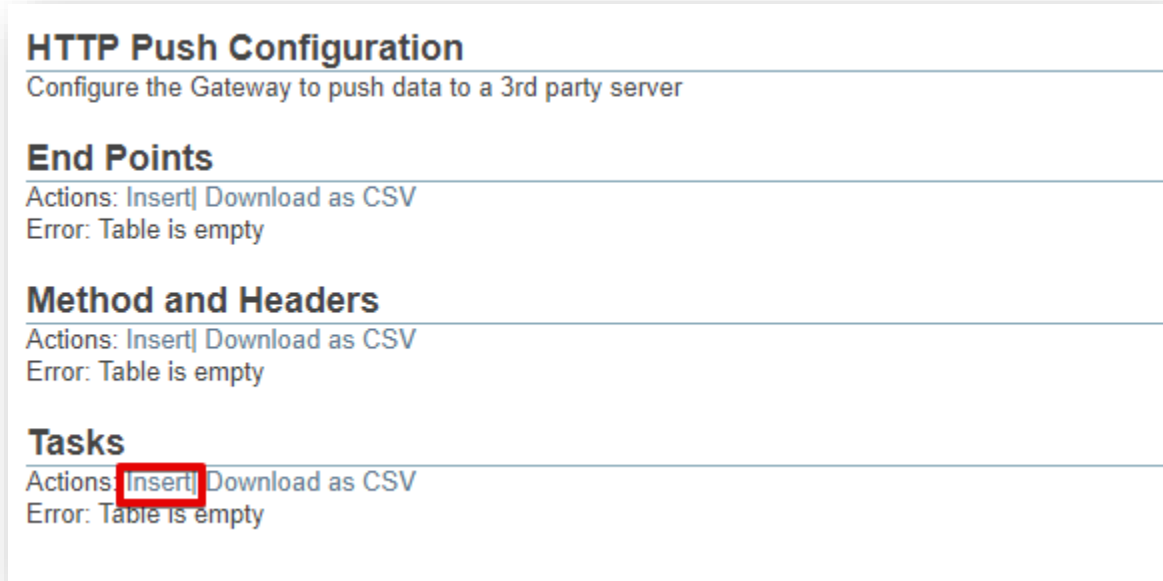 HTTP Push Configuration
Configure the Gateway to push data to a 3rd party server
End Points
Actions: Insert| Download as CSV
Error: Table is empty
Method and Headers
Actions: Insert| Download as CSV
Error: Table is empty
Tasks
Actions: Insert| Download as CSV
Error: Table is empty